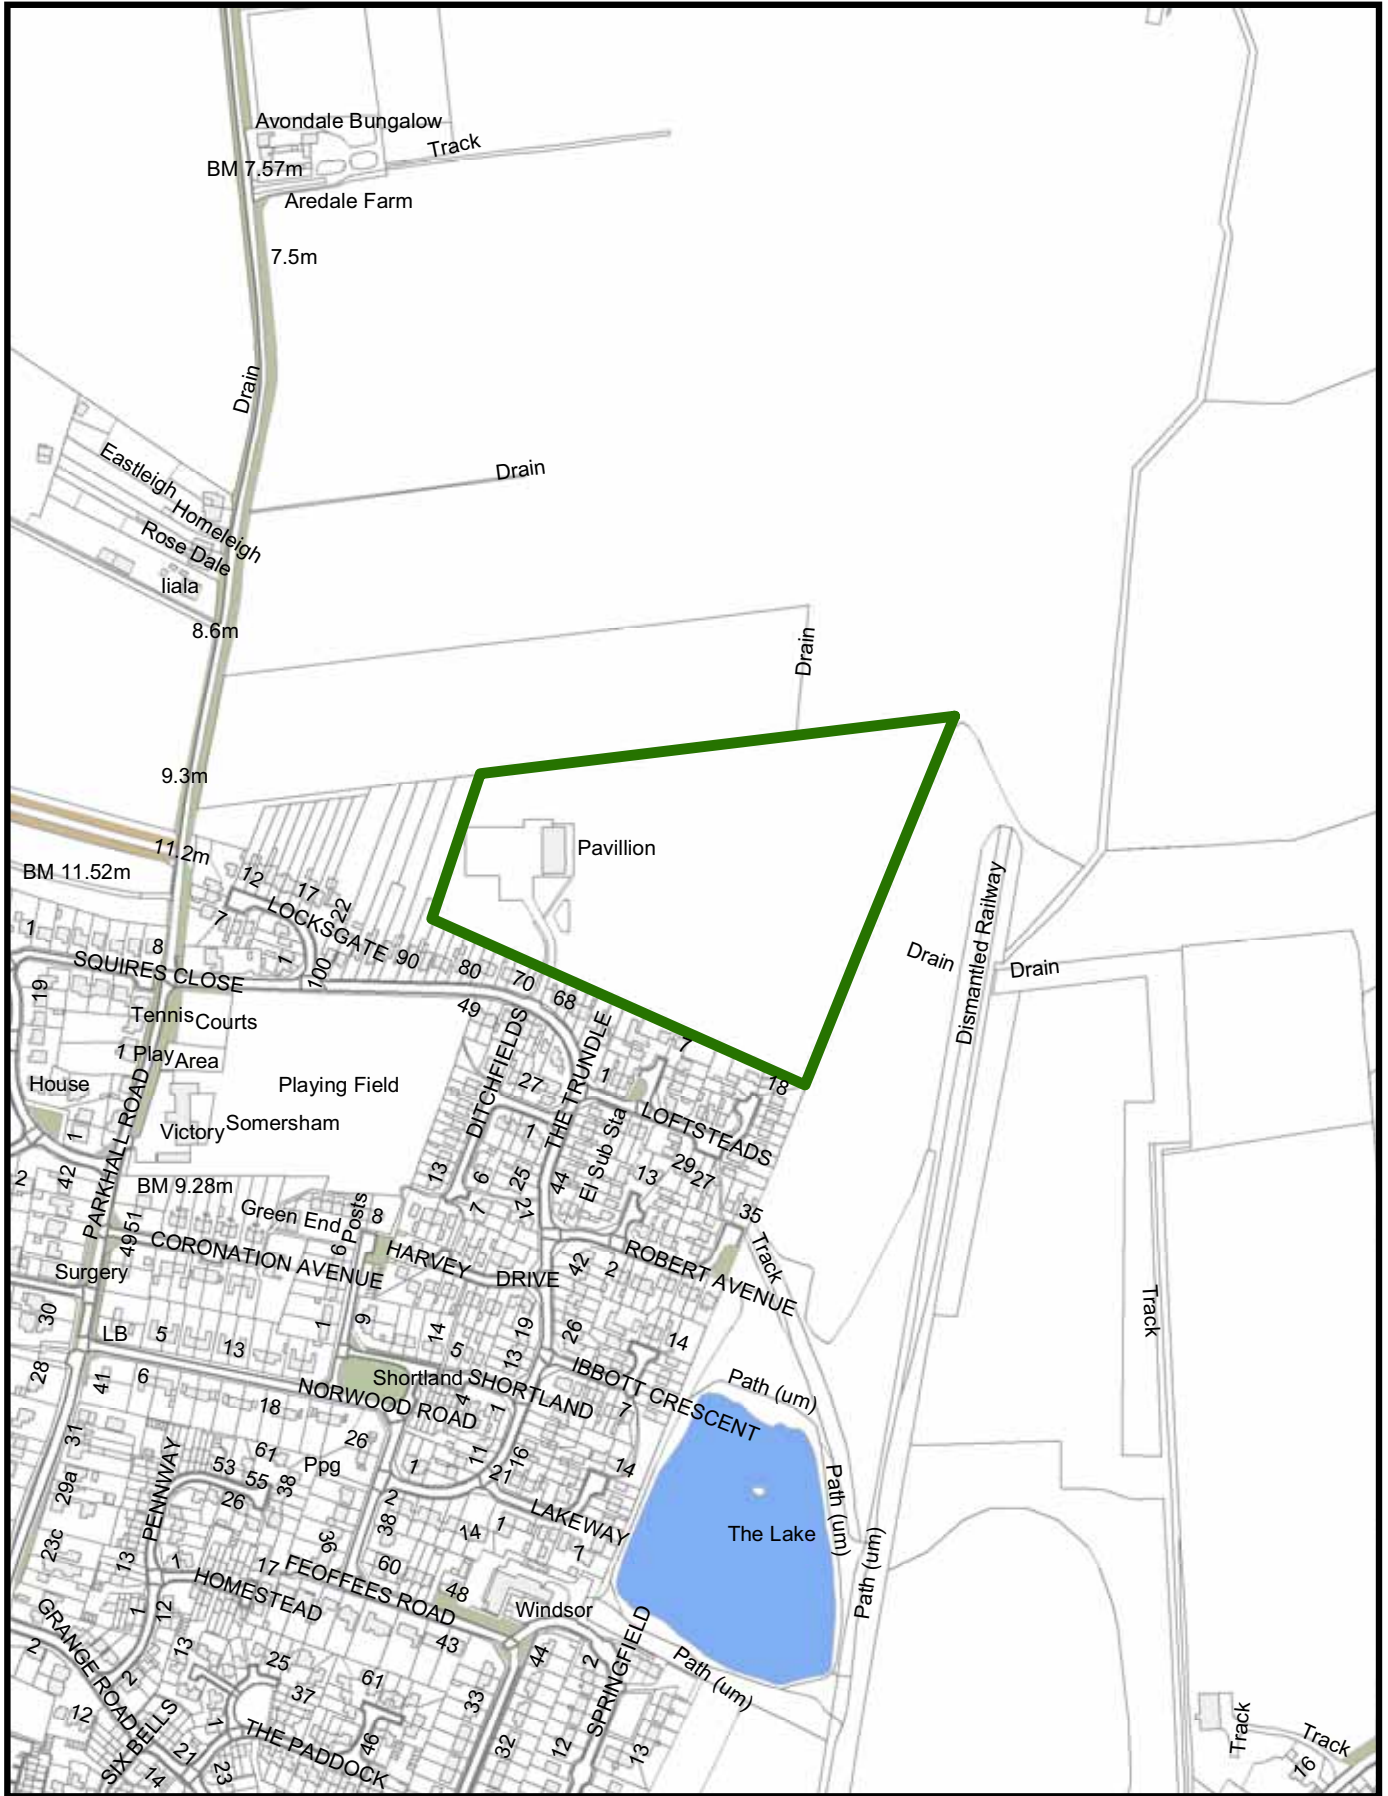 Avondale Bungalow
Track
BM 7.57m
Aredale Farm
7.5m
Drain
Drain
Eastleigh
Homeleigh
Rose Dale
liala
8.6m
Drain
9.3m
11.2m
BM 11.52m
Pavillion
12
17
22
7
LOCKSGATE
1
8
1
90
80
70
68
100
SQUIRES CLOSE
19
49
Drain
Dismantled Railway
Drain
Tennis
Courts
1
Play
Area
House
Playing Field
Victory
Somersham
PARKHALL ROAD
DITCHFIELDS
27
THE TRUNDLE
1
7
18
LOFTSTEADS
El Sub Sta
1
2
42
1
13
6
25
44
13
29
27
BM 9.28m
Green End
Posts
8
7
35
Track
49
51
CORONATION AVENUE
6
HARVEY
DRIVE
42
2
ROBERT AVENUE
Surgery
30
LB
5
13
1
9
14
5
19
13
26
14
Track
28
41
6
18
Shortland
SHORTLAND
NORWOOD ROAD
4
1
IBBOTT CRESCENT
7
Path (um)
31
26
61
Ppg
11
16
21
14
53
55
38
26
29a
PENNWAY
1
2
38
LAKEWAY
14
1
7
The Lake
Path (um)
Path (um)
23c
13
36
60
1
17
FEOFFEES ROAD
48
HOMESTEAD
Windsor
GRANGE ROAD
1
12
43
44
2
SPRINGFIELD
Path (um)
2
13
2
25
61
37
33
12
SIX BELLS
7
THE PADDOCK
46
21
23
14
32
12
13
Track
Track
16